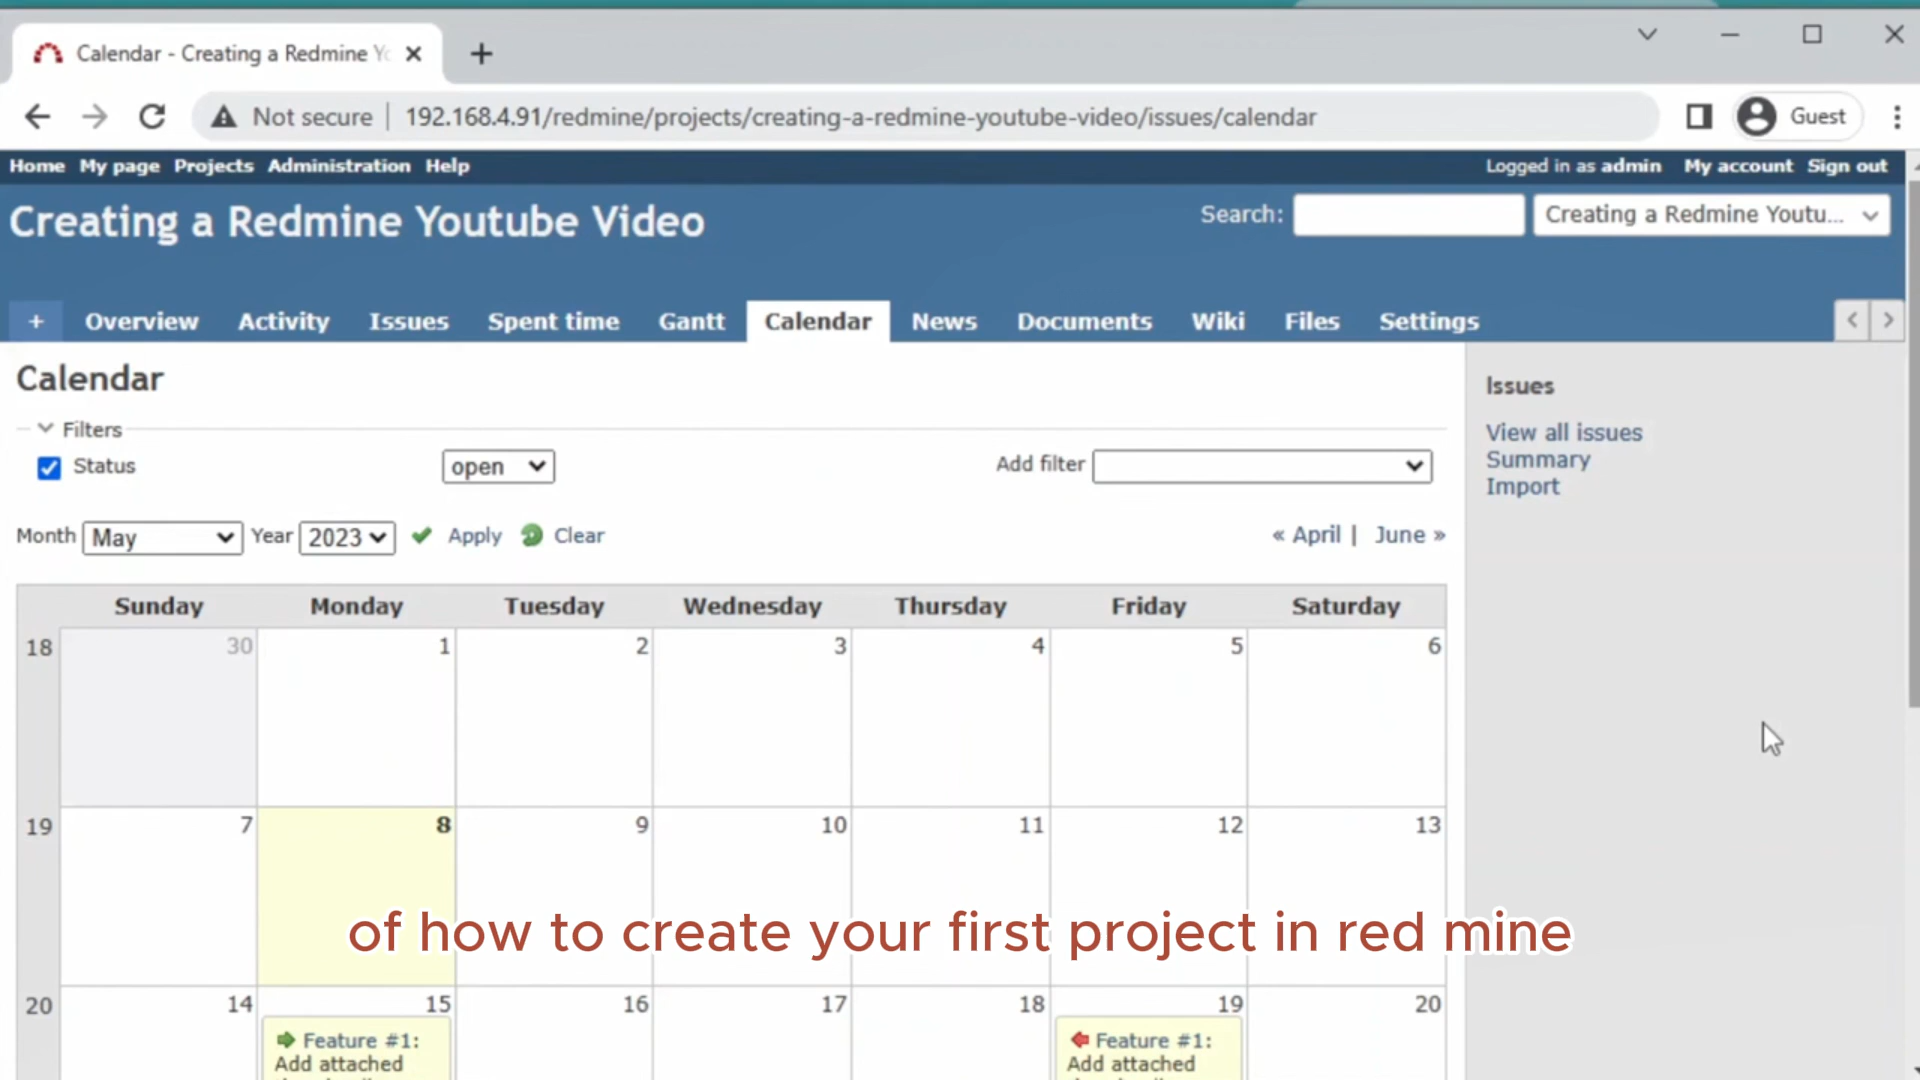 Calendar - Creating a Redmine Yo
Not secure 192.168.4.91/redmine/projects/creating-a-redmine-youtube-video/issues/calendar Guest
Home My page Projects Administration Help Logged in as admin My account Sign out
Creating a Redmine Youtube Video Search: Creating a Redmine Youtu...
+ Overview Activity Issues Spent time Gantt Calendar News Documents Wiki Files Settings
Calendar
Issues
Filters
View all issues
Status open Add filter
Summary
Import
Month May Year 2023 Apply Clear « April | June »
Sunday Monday Tuesday Wednesday Thursday Friday Saturday
18 30 1 2 3 4 5 6
19 7 8 9 10 11 12 13
of how to create your first project in red mine
20 14 15 16 17 18 19 20
Feature #1: Feature #1:
Add attached Add attached